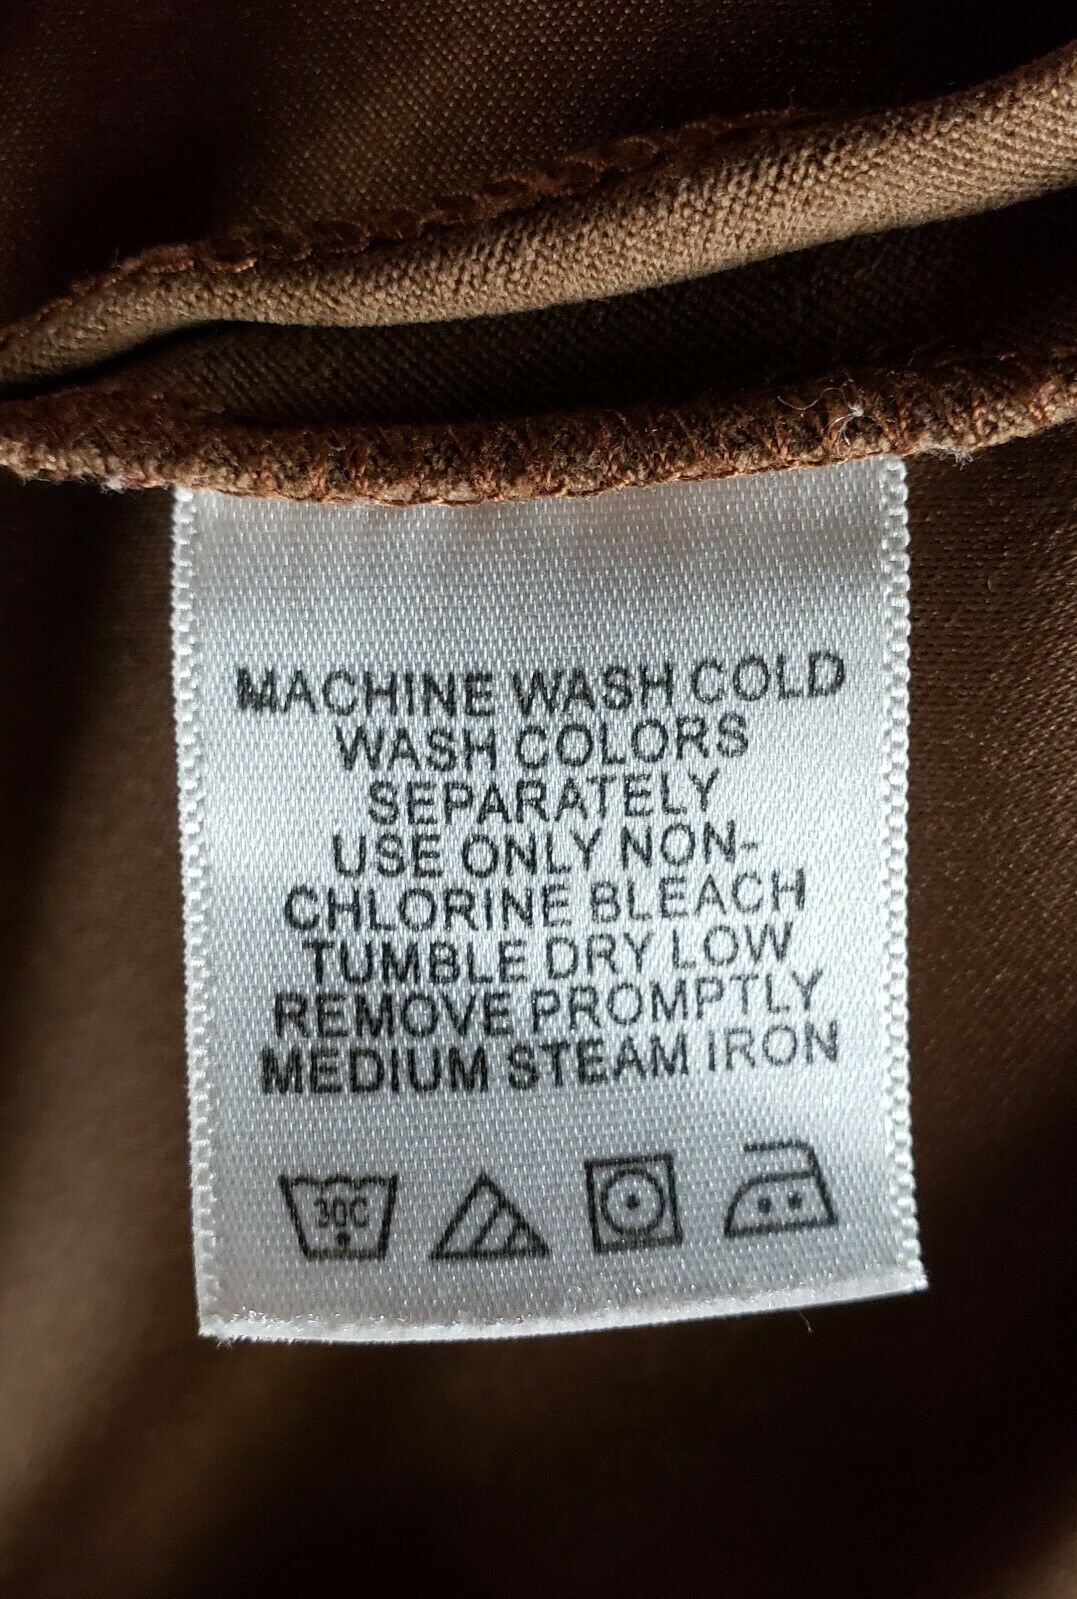 MACHINE WASH COLD
WASH COLORS
SEPARATELY
USE ONLY NON-
CHLORINE BLEACH
TUMBLE DRY LOW
REMOVE PROMPTLY
MEDIUM STEAM IRON
30C